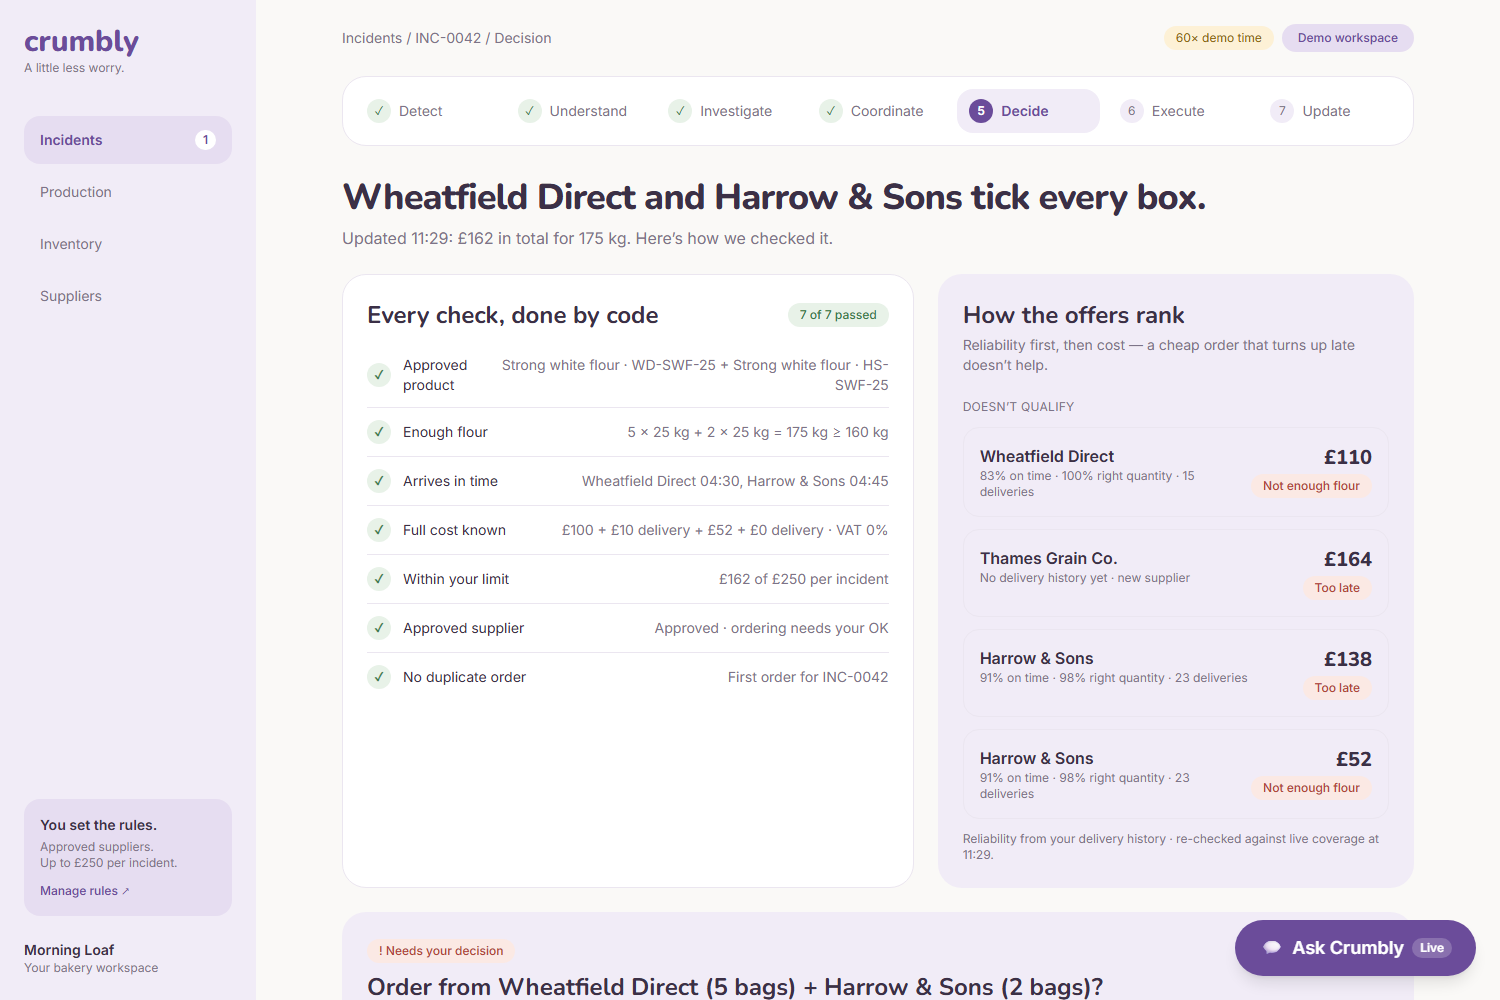 crumbly
A little less worry.
Incidents 1
Production
Inventory
Suppliers
You set the rules.
Approved suppliers.
Up to £250 per incident.
Manage rules ↗
Morning Loaf
Your bakery workspace
Incidents / INC-0042 / Decision
60× demo time
Demo workspace
✓ Detect
✓ Understand
✓ Investigate
✓ Coordinate
5 Decide
6 Execute
7 Update
Wheatfield Direct and Harrow & Sons tick every box.
Updated 11:29: £162 in total for 175 kg. Here’s how we checked it.
Every check, done by code
7 of 7 passed
✓ Approved product
Strong white flour · WD-SWF-25 + Strong white flour · HS-
SWF-25
✓ Enough flour 5 × 25 kg + 2 × 25 kg = 175 kg ≥ 160 kg
✓ Arrives in time Wheatfield Direct 04:30, Harrow & Sons 04:45
✓ Full cost known £100 + £10 delivery + £52 + £0 delivery · VAT 0%
✓ Within your limit £162 of £250 per incident
✓ Approved supplier Approved · ordering needs your OK
✓ No duplicate order First order for INC-0042
How the offers rank
Reliability first, then cost — a cheap order that turns up late
doesn’t help.
DOESN’T QUALIFY
Wheatfield Direct £110
83% on time · 100% right quantity · 15
deliveries
Not enough flour
Thames Grain Co. £164
No delivery history yet · new supplier
Too late
Harrow & Sons £138
91% on time · 98% right quantity · 23 deliveries
Too late
Harrow & Sons £52
91% on time · 98% right quantity · 23
deliveries
Not enough flour
Reliability from your delivery history · re-checked against live coverage at
11:29.
! Needs your decision
Order from Wheatfield Direct (5 bags) + Harrow & Sons (2 bags)?
Ask Crumbly Live